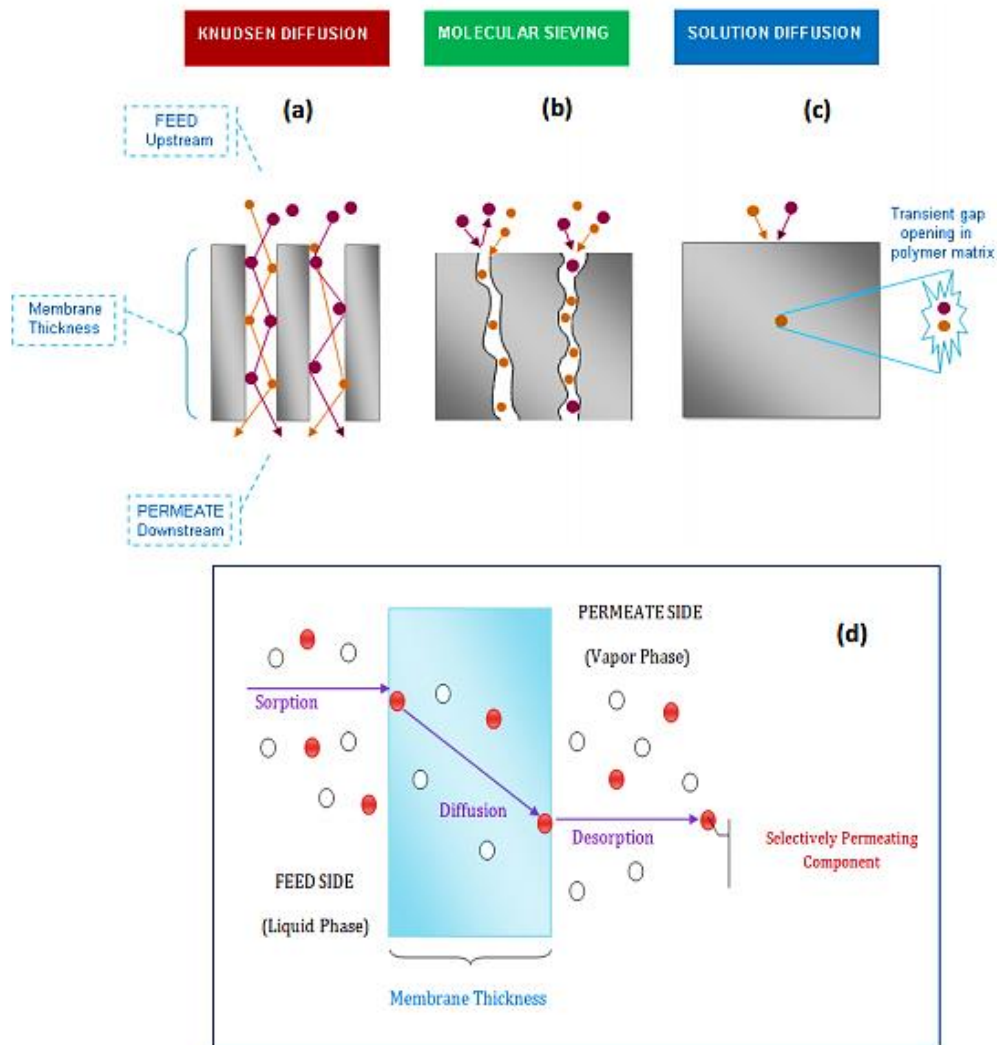 KNUDSEN DIFFUSION
MOLECULAR SIEVING
SOLUTION DIFFUSION
(a)
(b)
(c)
FEED
Upstream
Transient gap
opening in
polymer matrix
Membrane
Thickness
PERMEATE
Downstream
(d)
PERMEATE SIDE
(Vapor Phase)
Sorption
Diffusion
Desorption
Selectively Permeating
Component
FEED SIDE
(Liquid Phase)
Membrane Thickness